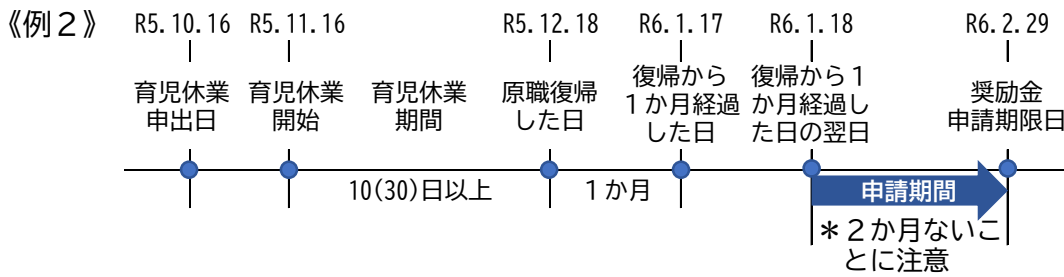 《例２》
R5.10.16 R5.11.16 R5.12.18 R6.1.17 R6.1.18 R6.2.29
育児休業
申出日
育児休業
開始
育児休業
期間
原職復帰
した日
復帰から
１か月経過
した日
復帰から１
か月経過し
た日の翌日
奨励金
申請期限日
10(30)日以上
１か月
申請期間
＊２か月ないこ
とに注意